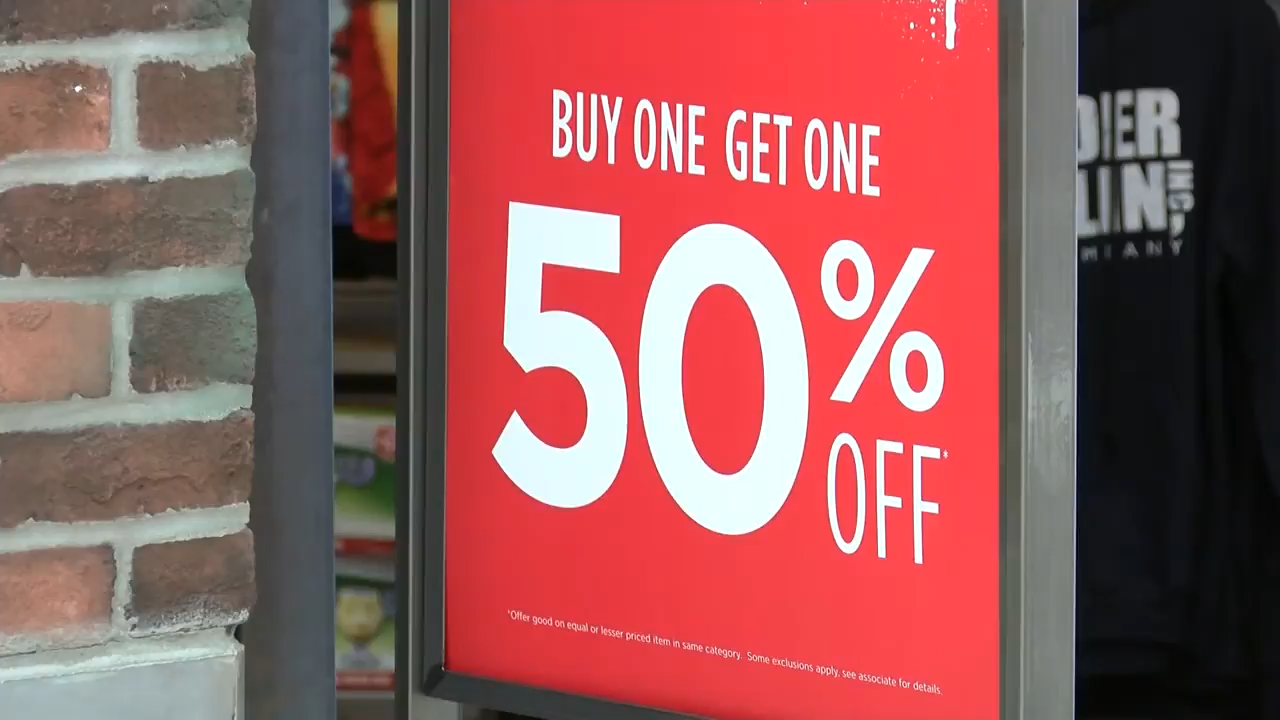 BUY ONE GET ONE
50%
OFF*
*Offer good on equal or lesser priced item in same category. Some exclusions apply, see associate for details.
INC.